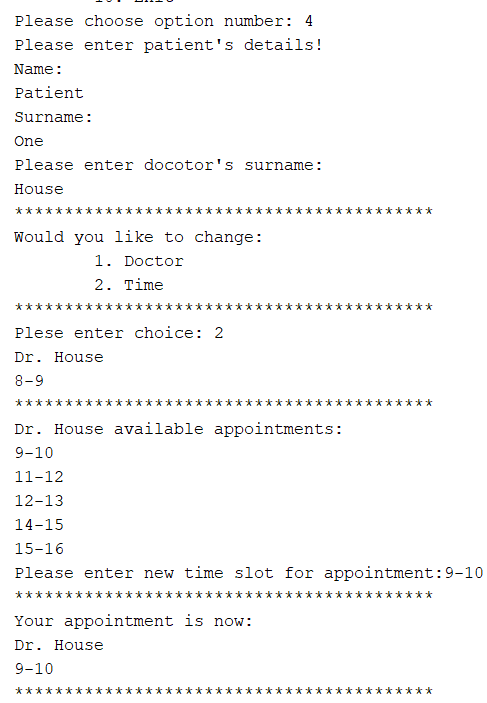 Please choose option number: 4
Please enter patient's details!
Name:
Patient
Surname:
One
Please enter docotor's surname:
House
******************************************
Would you like to change:
1. Doctor
2. Time
******************************************
Plese enter choice: 2
Dr. House
8-9
******************************************
Dr. House available appointments:
9-10
11-12
12-13
14-15
15-16
Please enter new time slot for appointment:9-10
******************************************
Your appointment is now:
Dr. House
9-10
******************************************